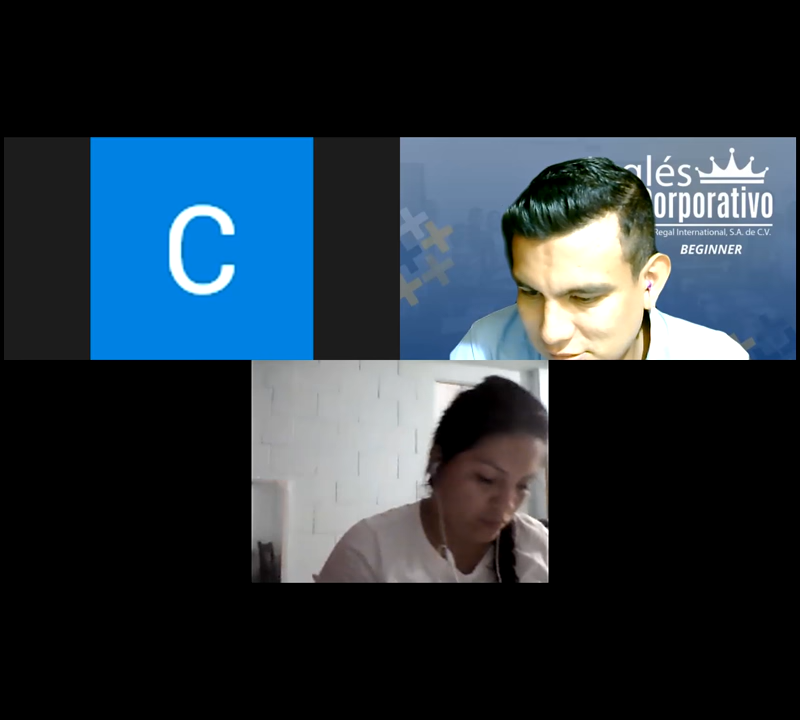 C
glés
orporativo
Regal International, S.A. de C.V.
BEGINNER